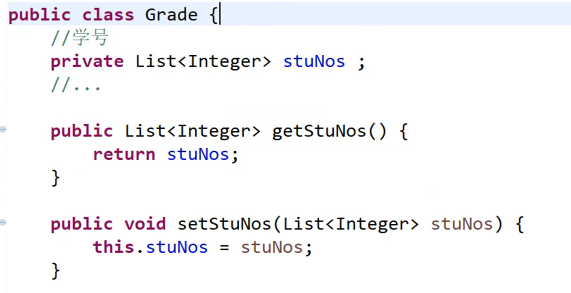 public class Grade {
//学号
private List<Integer> stuNos ;
//...
public List<Integer> getStuNos() {
return stuNos;
}
public void setStuNos(List<Integer> stuNos) {
this.stuNos = stuNos;
}